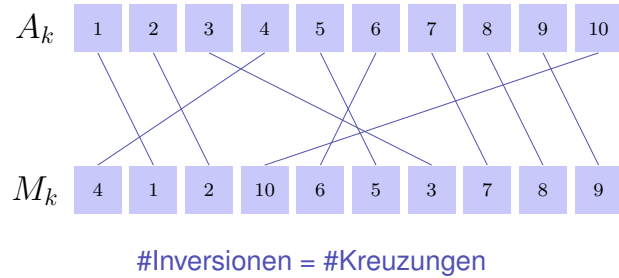 A_k 1 2 3 4 5 6 7 8 9 10
M_k 4 1 2 10 6 5 3 7 8 9
#Inversionen = #Kreuzungen